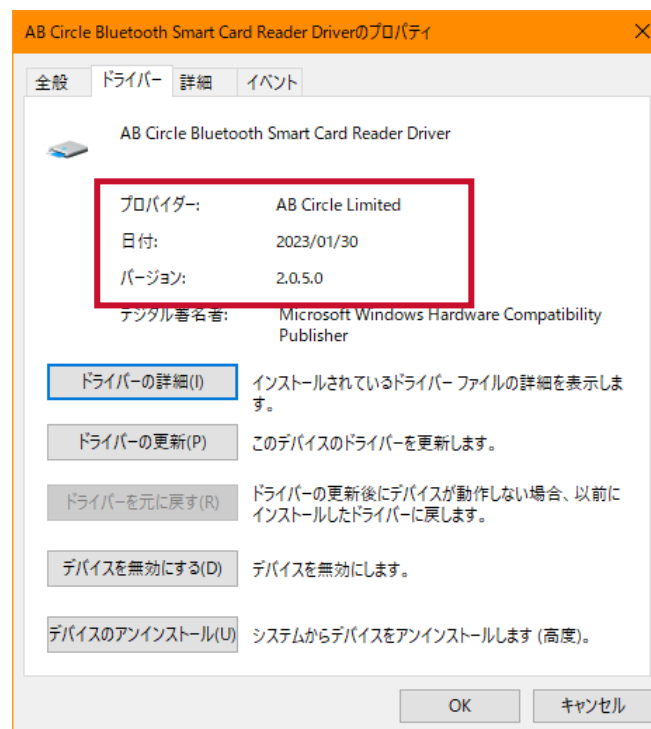 AB Circle Bluetooth Smart Card Reader Driverのプロパティ
全般 ドライバー 詳細 イベント
AB Circle Bluetooth Smart Card Reader Driver
プロバイダー: AB Circle Limited
日付: 2023/01/30
バージョン: 2.0.5.0
デジタル署名者: Microsoft Windows Hardware Compatibility
Publisher
ドライバーの詳細(I) インストールされているドライバー ファイルの詳細を表示しま
す。
ドライバーの更新(P) このデバイスのドライバーを更新します。
ドライバーを元に戻す(R) ドライバーの更新後にデバイスが動作しない場合、以前に
インストールしたドライバーに戻します。
デバイスを無効にする(D) デバイスを無効にします。
デバイスのアンインストール(U) システムからデバイスをアンインストールします (高度)。
OK キャンセル